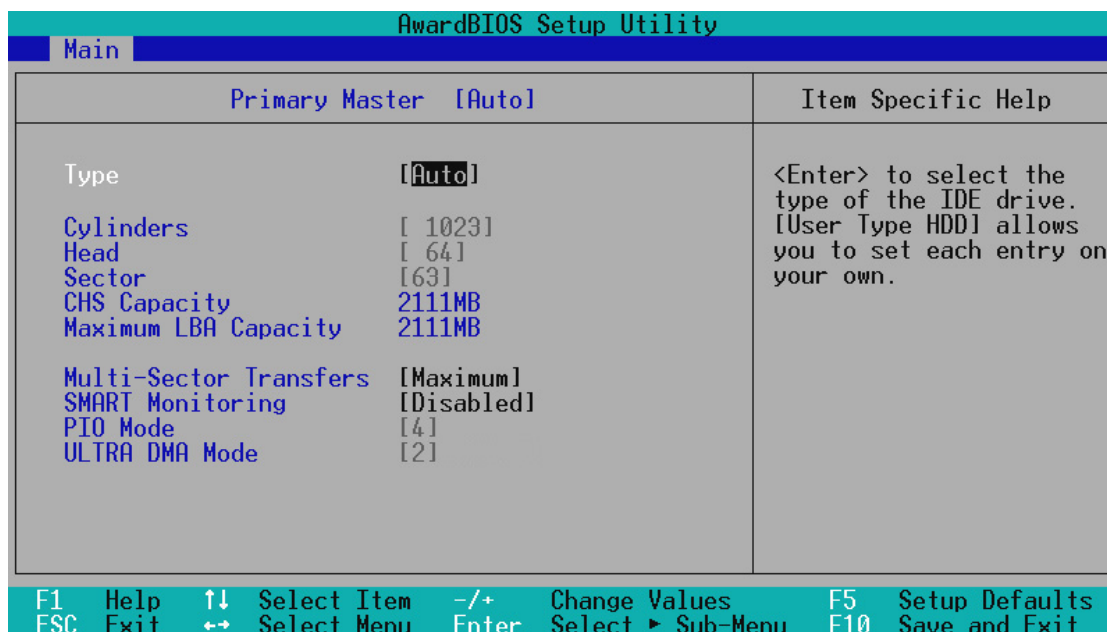 AwardBIOS Setup Utility
Main
Primary Master [Auto]
Item Specific Help
Type [Auto]
Cylinders [ 1023]
Head [ 64]
Sector [63]
CHS Capacity 2111MB
Maximum LBA Capacity 2111MB
Multi-Sector Transfers [Maximum]
SMART Monitoring [Disabled]
PIO Mode [4]
ULTRA DMA Mode [2]
<Enter> to select the
type of the IDE drive.
[User Type HDD] allows
you to set each entry on
your own.
F1 Help ↑↓ Select Item -/+ Change Values F5 Setup Defaults
ESC Exit ←→ Select Menu Enter Select ► Sub-Menu F10 Save and Exit